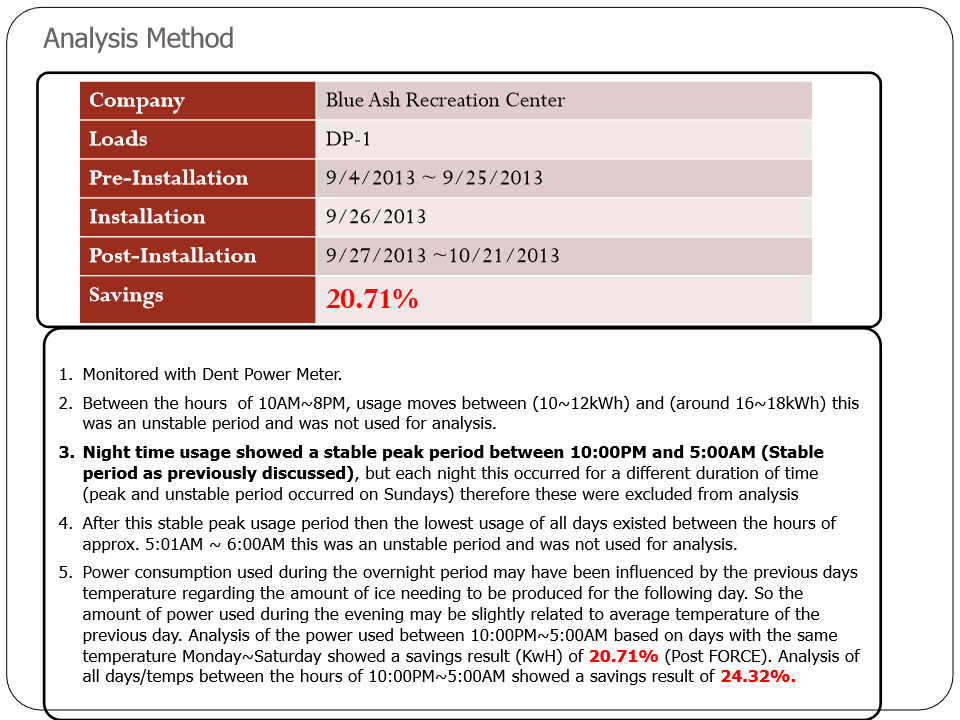 Analysis Method
Company Blue Ash Recreation Center
Loads DP-1
Pre-Installation 9/4/2013 ~ 9/25/2013
Installation 9/26/2013
Post-Installation 9/27/2013 ~10/21/2013
Savings 20.71%
1. Monitored with Dent Power Meter.
2. Between the hours  of 10AM~8PM, usage moves between (10~12kWh) and (around 16~18kWh) this
was an unstable period and was not used for analysis.
3. Night time usage showed a stable peak period between 10:00PM and 5:00AM (Stable
period as previously discussed), but each night this occurred for a different duration of time
(peak and unstable period occurred on Sundays) therefore these were excluded from analysis
4. After this stable peak usage period then the lowest usage of all days existed between the hours of
approx. 5:01AM ~ 6:00AM this was an unstable period and was not used for analysis.
5. Power consumption used during the overnight period may have been influenced by the previous days
temperature regarding the amount of ice needing to be produced for the following day. So the
amount of power used during the evening may be slightly related to average temperature of the
previous day. Analysis of the power used between 10:00PM~5:00AM based on days with the same
temperature Monday~Saturday showed a savings result (KwH) of 20.71% (Post FORCE). Analysis of
all days/temps between the hours of 10:00PM~5:00AM showed a savings result of 24.32%.